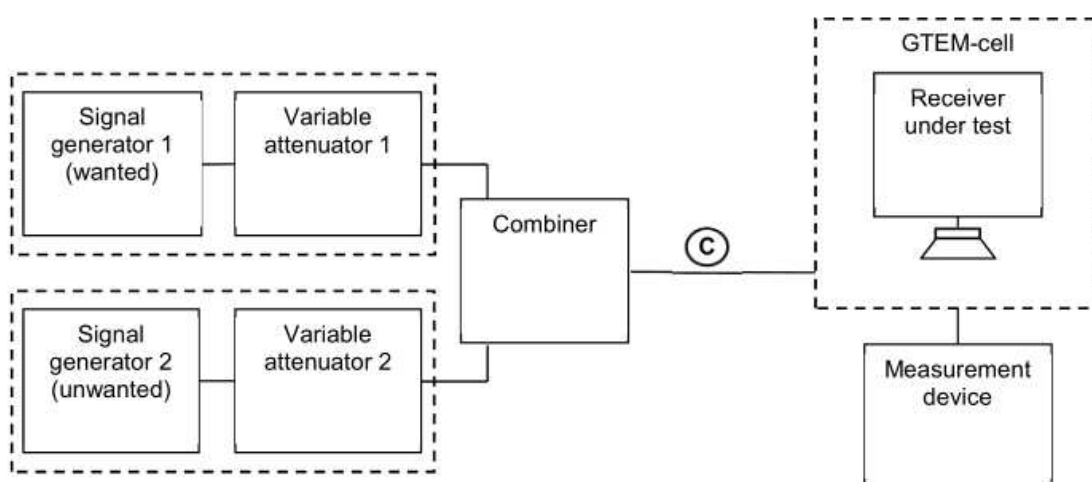 GTEM-cell
Signal
generator 1
(wanted)
Variable
attenuator 1
Receiver
under test
Combiner
C
Signal
generator 2
(unwanted)
Variable
attenuator 2
Measurement
device